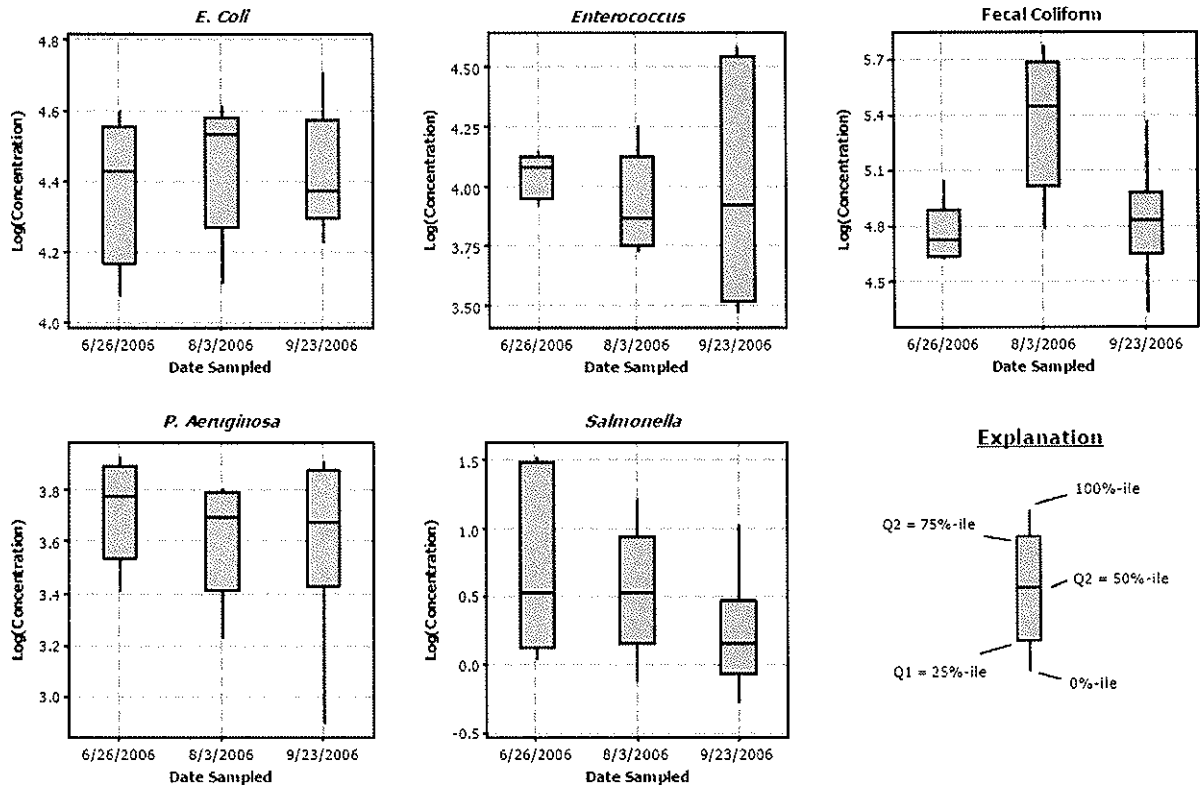 E. Coli
4.8
4.6
4.4
4.2
4.0
Log(Concentration)
6/26/2006 8/3/2006 9/23/2006
Date Sampled
Enterococcus
4.50
4.25
4.00
3.75
3.50
Log(Concentration)
6/26/2006 8/3/2006 9/23/2006
Date Sampled
Fecal Coliform
5.7
5.4
5.1
4.8
4.5
Log(Concentration)
6/26/2006 8/3/2006 9/23/2006
Date Sampled
P. Aeruginosa
3.8
3.6
3.4
3.2
3.0
Log(Concentration)
6/26/2006 8/3/2006 9/23/2006
Date Sampled
Salmonella
1.5
1.0
0.5
0.0
-0.5
Log(Concentration)
6/26/2006 8/3/2006 9/23/2006
Date Sampled
Explanation
100%-ile
Q2 = 75%-ile
Q2 = 50%-ile
Q1 = 25%-ile
0%-ile